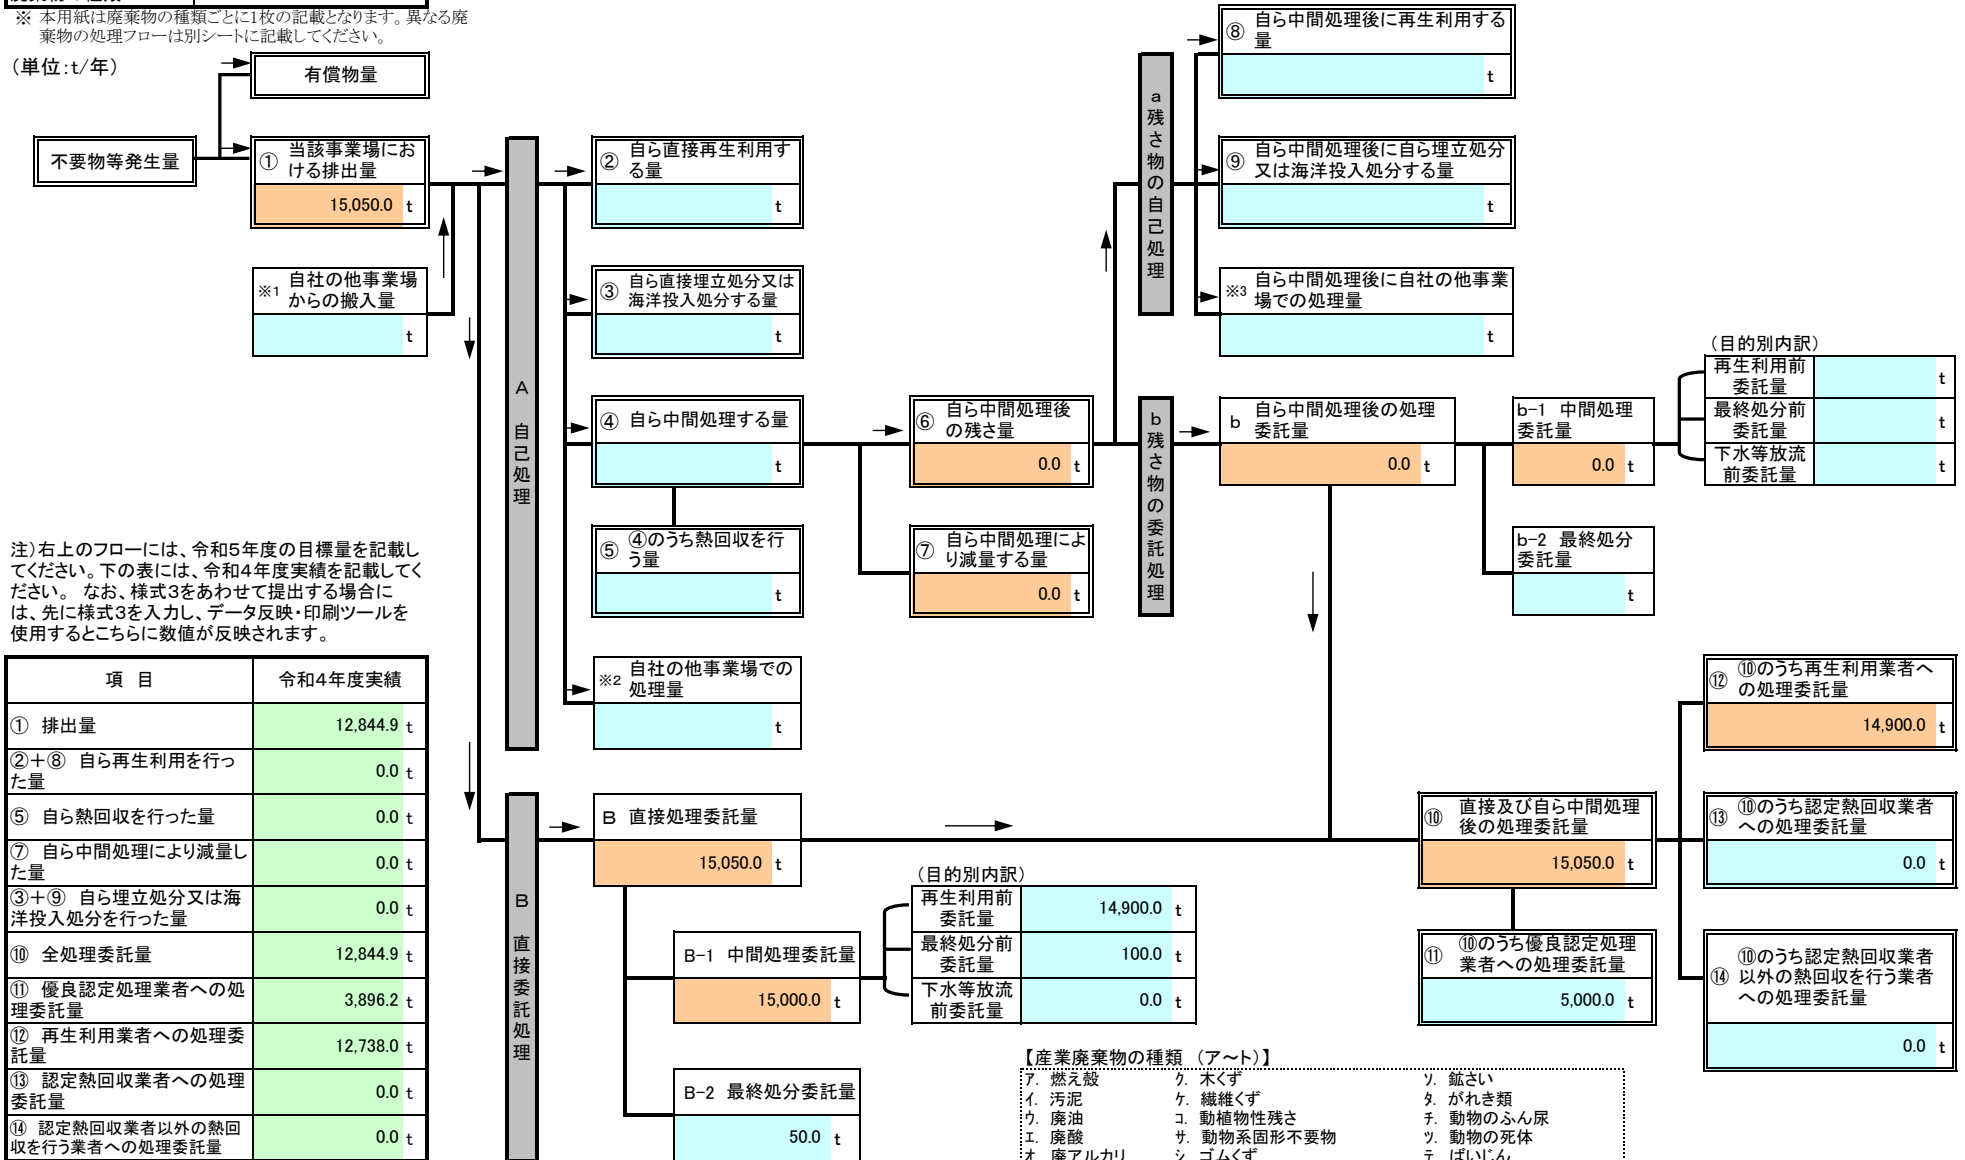 ※ 本用紙は廃棄物の種類ごとに1枚の記載となります。異なる廃
棄物の処理フローは別シートに記載してください。
(単位:t/年)
有償物量
不要物等発生量
① 当該事業場にお
ける排出量
15,050.0 t
※1 自社の他事業場
からの搬入量
t
A 自己処理
② 自ら直接再生利用す
る量
t
③ 自ら直接埋立処分又は
海洋投入処分する量
t
④ 自ら中間処理する量
t
⑤ ④のうち熱回収を行
う量
t
※2 自社の他事業場での
処理量
t
⑥ 自ら中間処理後
の残さ量
0.0 t
⑦ 自ら中間処理によ
り減量する量
0.0 t
a 残さ物の自己処理
⑧ 自ら中間処理後に再生利用する
量
t
⑨ 自ら中間処理後に自ら埋立処分
又は海洋投入処分する量
t
※3 自ら中間処理後に自社の他事業
場での処理量
t
b 残さ物の委託処理
b 自ら中間処理後の処理
委託量
0.0 t
b-1 中間処理
委託量
0.0 t
b-2 最終処分
委託量
t
(目的別内訳)
再生利用前
委託量
t
最終処分前
委託量
t
下水等放流
前委託量
t
注)右上のフローには、令和5年度の目標量を記載し
てください。下の表には、令和4年度実績を記載してく
ださい。 なお、様式3をあわせて提出する場合に
は、先に様式3を入力し、データ反映・印刷ツールを
使用するとこちらに数値が反映されます。
項 目 令和4年度実績
① 排出量 12,844.9 t
②+⑧ 自ら再生利用を行っ
た量 0.0 t
⑤ 自ら熱回収を行った量 0.0 t
⑦ 自ら中間処理により減量し
た量 0.0 t
③+⑨ 自ら埋立処分又は海
洋投入処分を行った量 0.0 t
⑩ 全処理委託量 12,844.9 t
⑪ 優良認定処理業者への処
理委託量 3,896.2 t
⑫ 再生利用業者への処理委
託量 12,738.0 t
⑬ 認定熱回収業者への処理
委託量 0.0 t
⑭ 認定熱回収業者以外の熱回
収を行う業者への処理委託量 0.0 t
B 直接委託処理
B 直接処理委託量
15,050.0 t
B-1 中間処理委託量
15,000.0 t
B-2 最終処分委託量
50.0 t
(目的別内訳)
再生利用前
委託量
14,900.0 t
最終処分前
委託量
100.0 t
下水等放流
前委託量
0.0 t
⑩ 直接及び自ら中間処理
後の処理委託量
15,050.0 t
⑪ ⑩のうち優良認定処理
業者への処理委託量
5,000.0 t
⑫ ⑩のうち再生利用業者へ
の処理委託量
14,900.0 t
⑬ ⑩のうち認定熱回収業者
への処理委託量
0.0 t
⑭ ⑩のうち認定熱回収業者
以外の熱回収を行う業者
への処理委託量
0.0 t
【産業廃棄物の種類 (ア~ト)】
ア. 燃え殻 ク. 木くず ソ. 鉱さい
イ. 汚泥 ケ. 繊維くず タ. がれき類
ウ. 廃油 コ. 動植物性残さ チ. 動物のふん尿
エ. 廃酸 サ. 動物系固形不要物 ツ. 動物の死体
オ. 廃アルカリ シ. ゴムくず テ. ばいじん